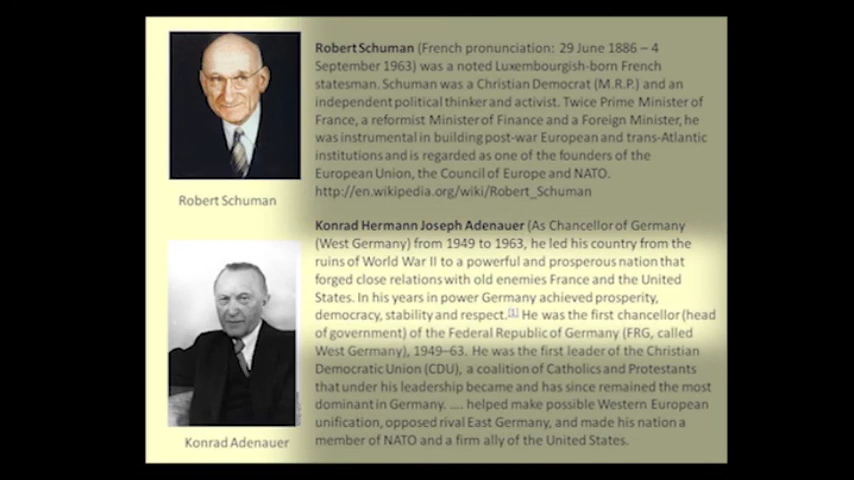 Robert Schuman (French pronunciation: 29 June 1886 – 4
September 1963) was a noted Luxembourgish-born French
statesman. Schuman was a Christian Democrat (M.R.P.) and an
independent political thinker and activist. Twice Prime Minister of
France, a reformist Minister of Finance and a Foreign Minister, he
was instrumental in building post-war European and trans-Atlantic
institutions and is regarded as one of the founders of the
European Union, the Council of Europe and NATO.
http://en.wikipedia.org/wiki/Robert_Schuman
Robert Schuman
Konrad Hermann Joseph Adenauer (As Chancellor of Germany
(West Germany) from 1949 to 1963, he led his country from the
ruins of World War II to a powerful and prosperous nation that
forged close relations with old enemies France and the United
States. In his years in power Germany achieved prosperity,
democracy, stability and respect.[1] He was the first chancellor (head
of government) of the Federal Republic of Germany (FRG, called
West Germany), 1949–63. He was the first leader of the Christian
Democratic Union (CDU), a coalition of Catholics and Protestants
that under his leadership became and has since remained the most
dominant in Germany. .... helped make possible Western European
unification, opposed rival East Germany, and made his nation a
member of NATO and a firm ally of the United States.
Konrad Adenauer